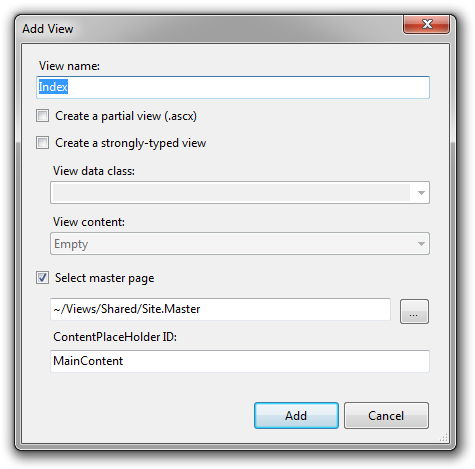 Add View
View name:
Index
Create a partial view (.ascx)
Create a strongly-typed view
View data class:
View content:
Empty
Select master page
~/Views/Shared/Site.Master
...
ContentPlaceHolder ID:
MainContent
Add Cancel